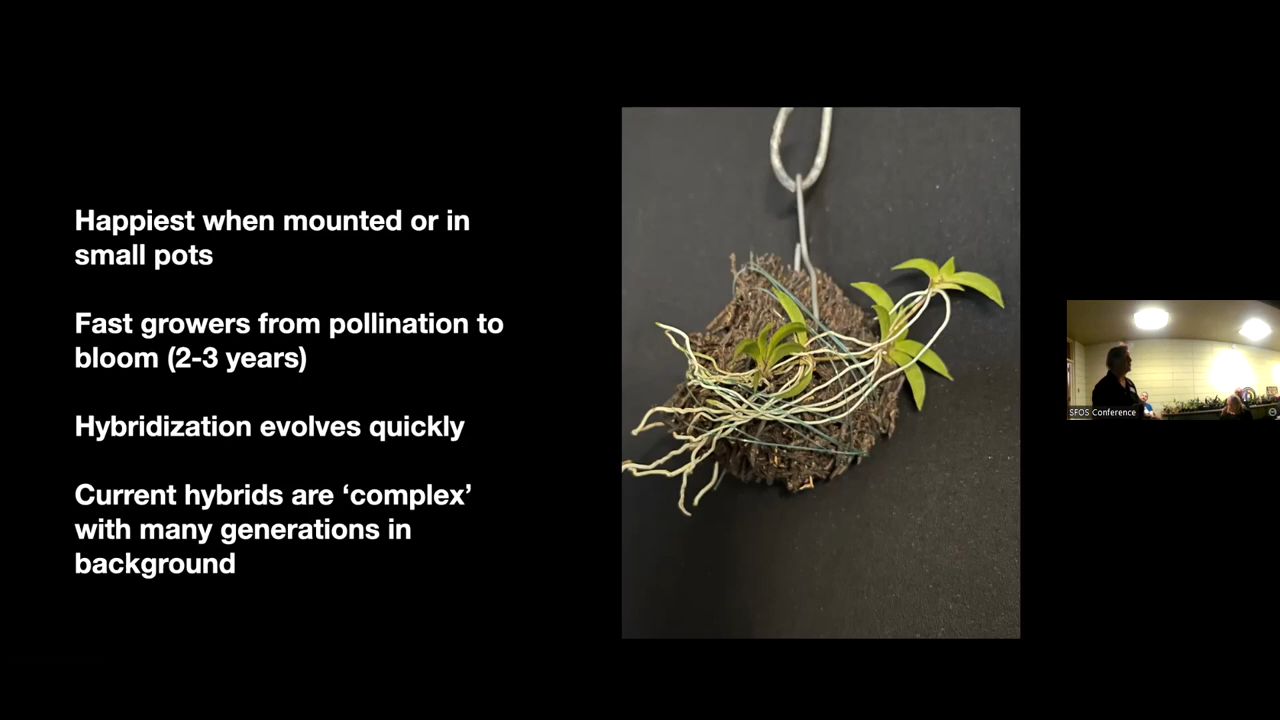 Happiest when mounted or in
small pots
Fast growers from pollination to
bloom (2-3 years)
Hybridization evolves quickly
Current hybrids are ‘complex’
with many generations in
background
SFOS Conference